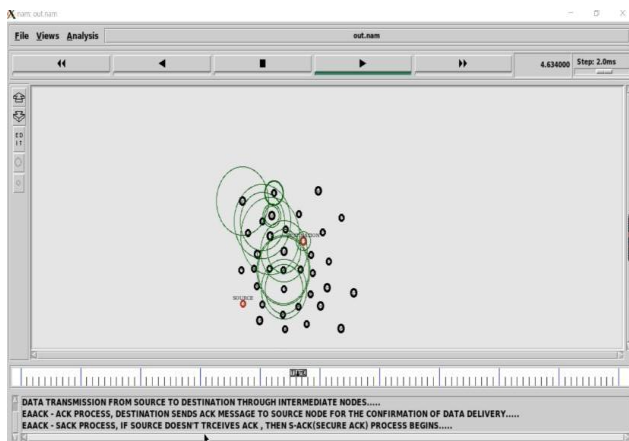 nam: out.nam
File Views Analysis out.nam
4.634000 Step: 2.0ms
ED
IT
SOURCE
DATA TRANSMISSION FROM SOURCE TO DESTINATION THROUGH INTERMEDIATE NODES.....
EAACK - ACK PROCESS, DESTINATION SENDS ACK MESSAGE TO SOURCE NODE FOR THE CONFIRMATION OF DATA DELIVERY.....
EAACK - SACK PROCESS, IF SOURCE DOESN'T TRCEIVES ACK , THEN S-ACK(SECURE ACK) PROCESS BEGINS.....